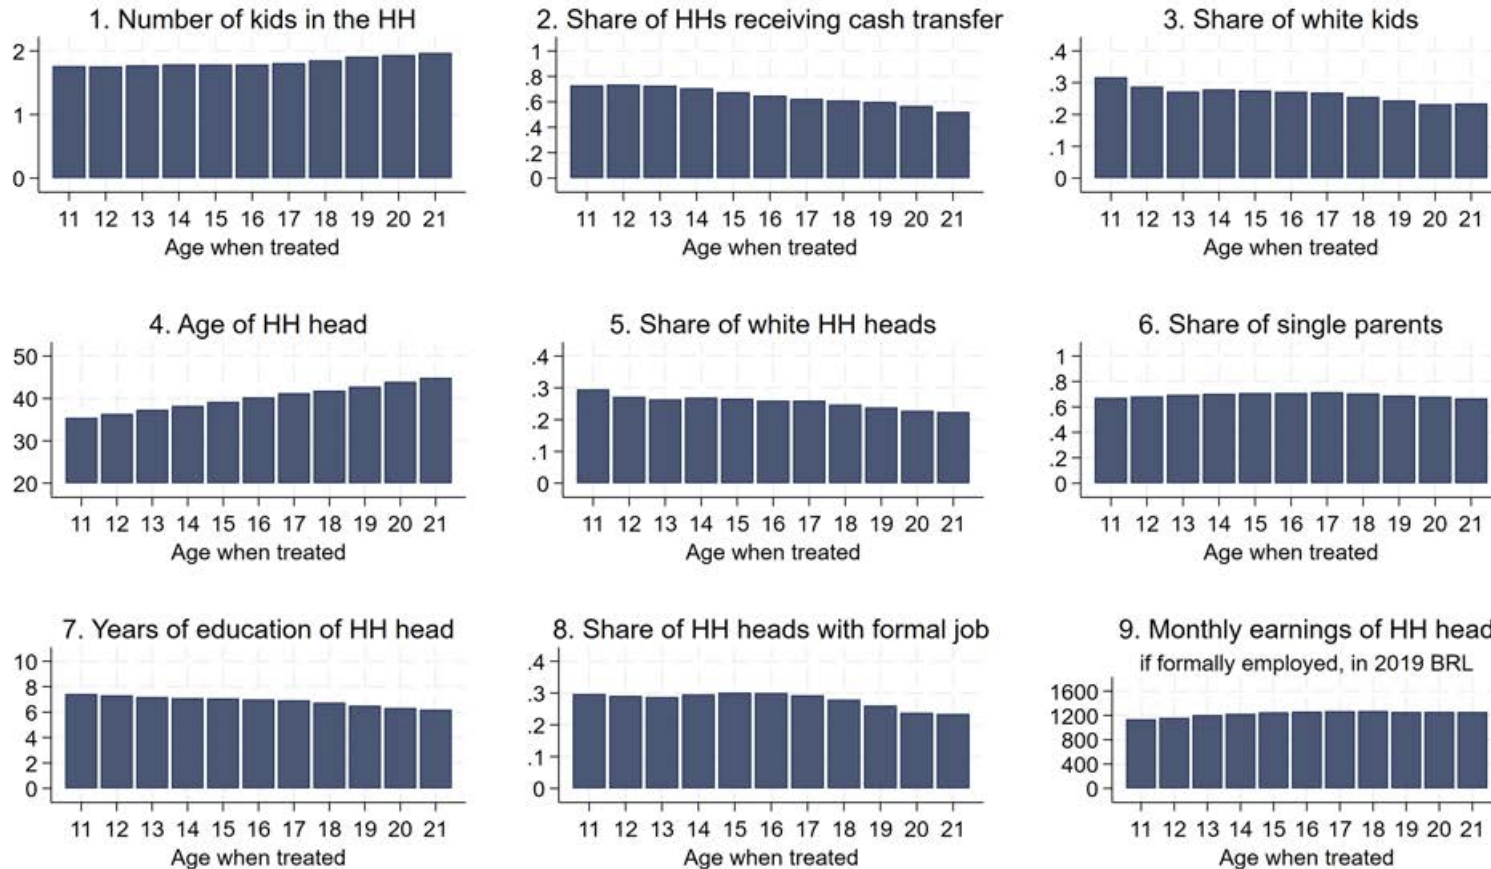 1. Number of kids in the HH
2. Share of HHs receiving cash transfer
3. Share of white kids
2
1
0
11 12 13 14 15 16 17 18 19 20 21
Age when treated
1
.8
.6
.4
.2
0
11 12 13 14 15 16 17 18 19 20 21
Age when treated
.4
.3
.2
.1
0
11 12 13 14 15 16 17 18 19 20 21
Age when treated
4. Age of HH head
5. Share of white HH heads
6. Share of single parents
50
40
30
20
11 12 13 14 15 16 17 18 19 20 21
Age when treated
.4
.3
.2
.1
0
11 12 13 14 15 16 17 18 19 20 21
Age when treated
1
.8
.6
.4
.2
0
11 12 13 14 15 16 17 18 19 20 21
Age when treated
7. Years of education of HH head
8. Share of HH heads with formal job
9. Monthly earnings of HH head
if formally employed, in 2019 BRL
10
8
6
4
2
0
11 12 13 14 15 16 17 18 19 20 21
Age when treated
.4
.3
.2
.1
0
11 12 13 14 15 16 17 18 19 20 21
Age when treated
1600
1200
800
400
0
11 12 13 14 15 16 17 18 19 20 21
Age when treated